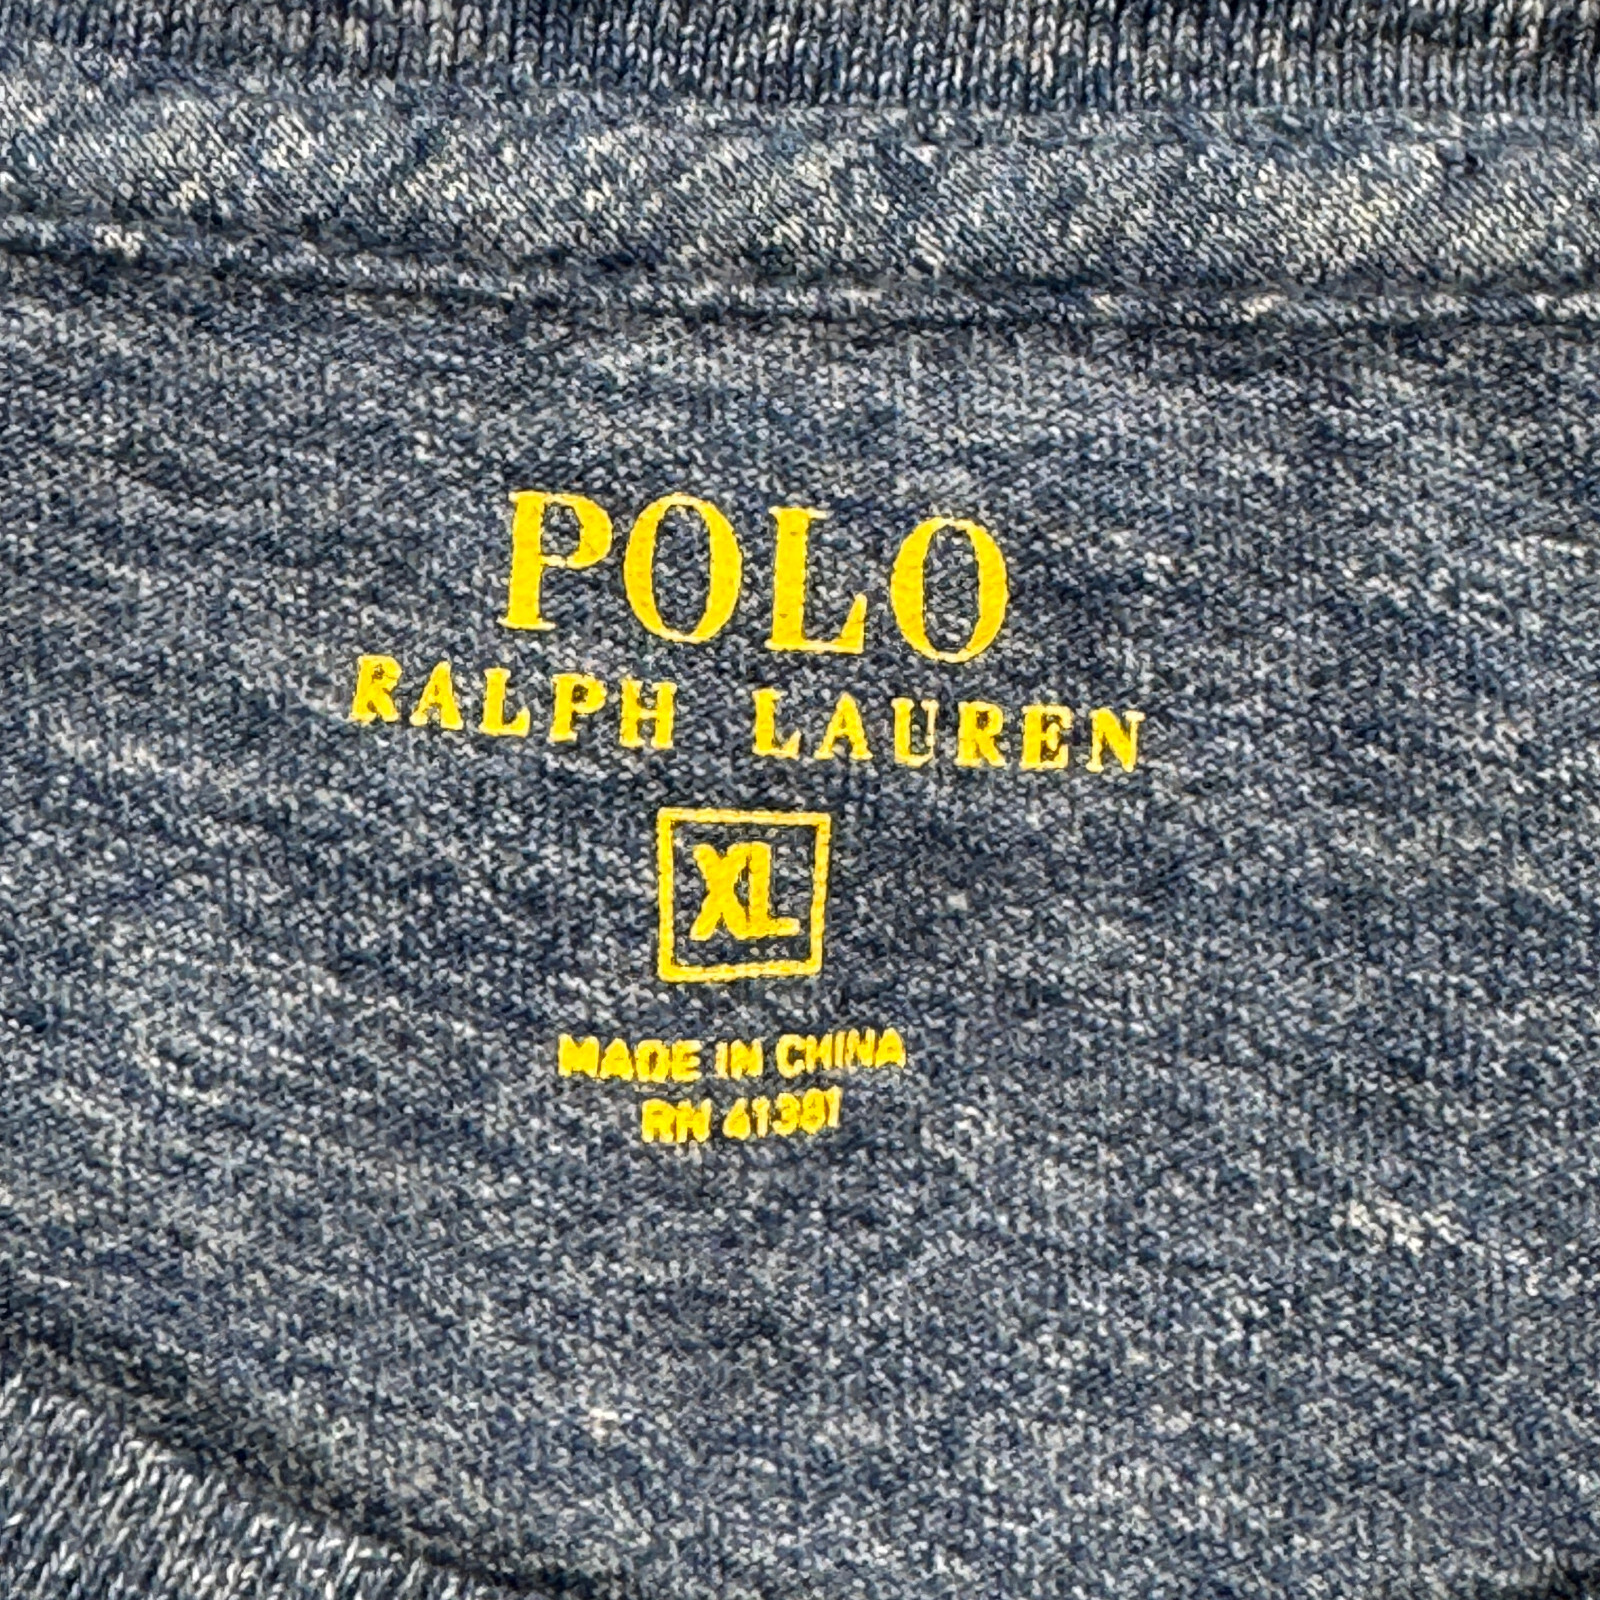 POLO
RALPH LAUREN
XL
MADE IN CHINA
RN 41381